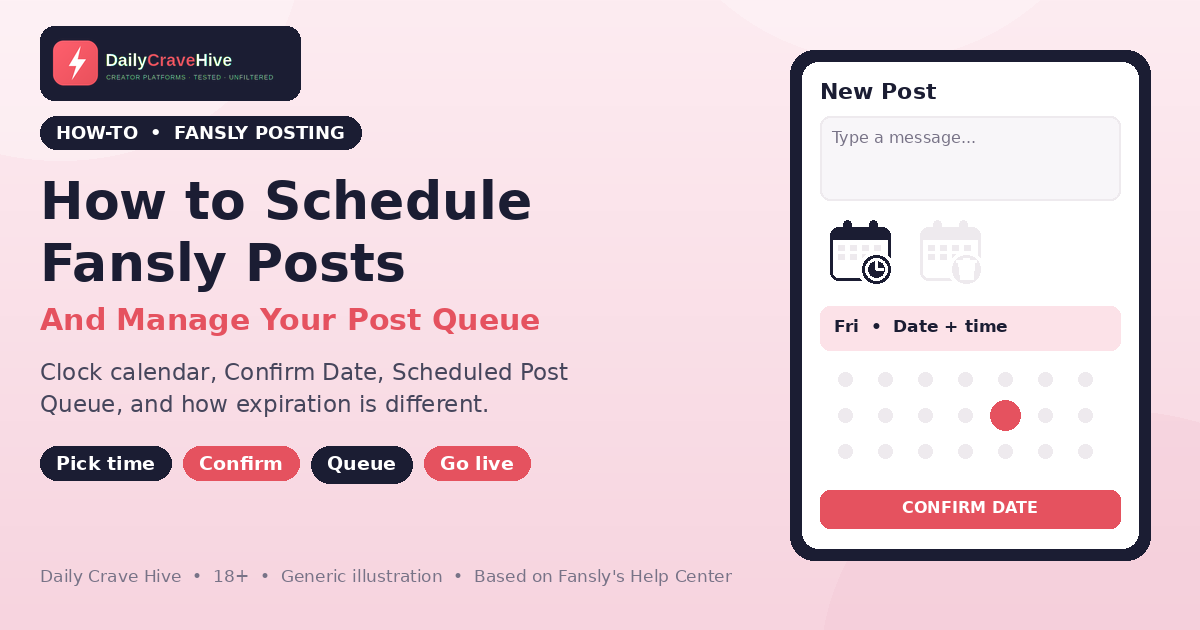 DailyCraveHive
CREATOR PLATFORMS · TESTED · UNFILTERED
HOW-TO • FANSLY POSTING
How to Schedule
Fansly Posts
And Manage Your Post Queue
Clock calendar, Confirm Date, Scheduled Post
Queue, and how expiration is different.
Pick time
Confirm
Queue
Go live
Daily Crave Hive • 18+ • Generic illustration • Based on Fansly's Help Center
New Post
Type a message...
Fri • Date + time
CONFIRM DATE